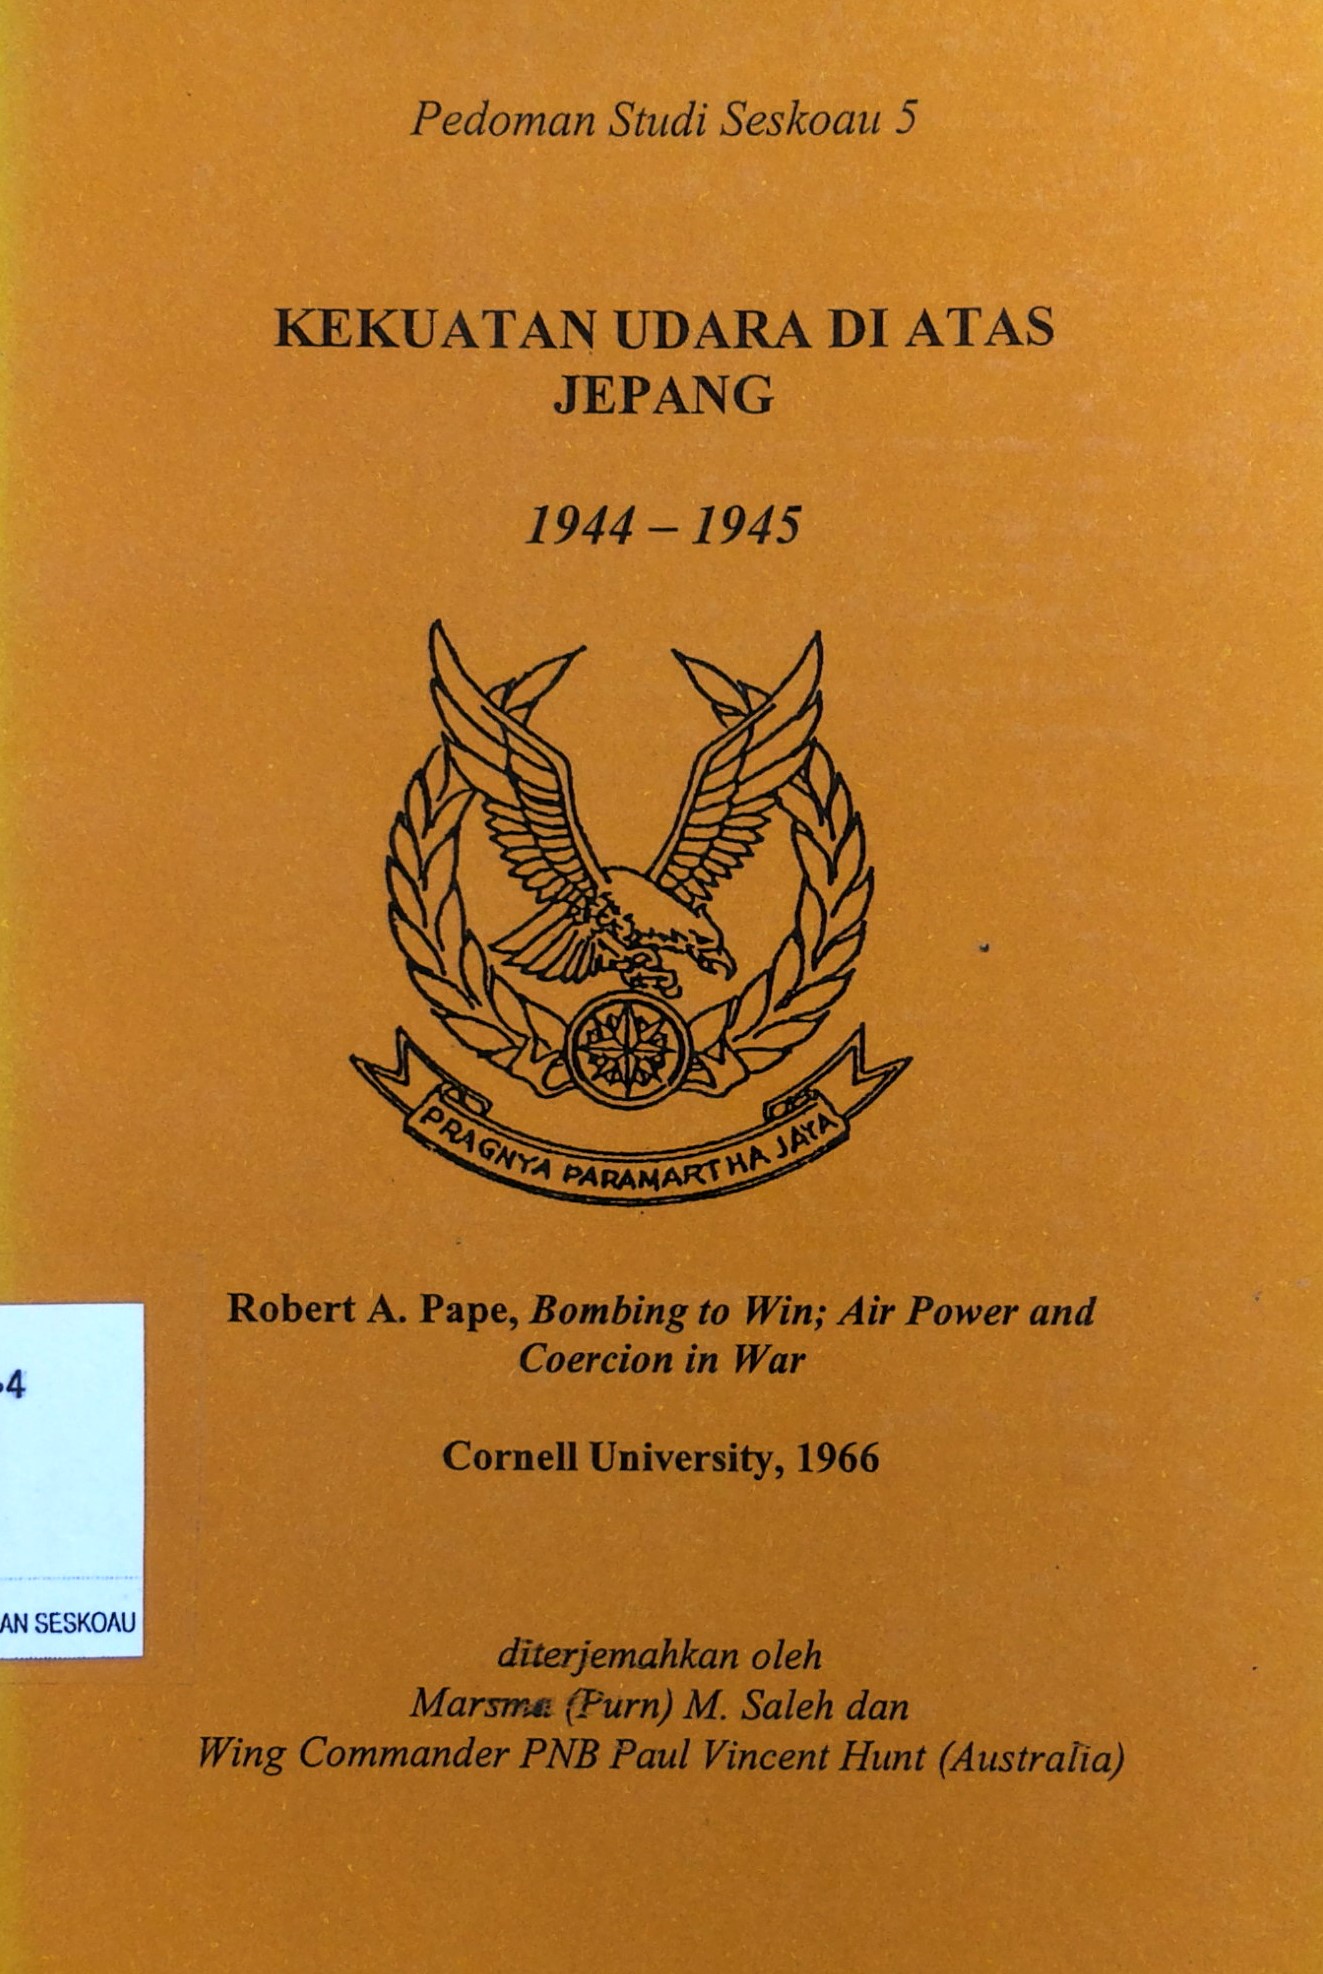 Pedoman Studi Seskoau 5
KEKUATAN UDARA DI ATAS
JEPANG
1944 – 1945
PRAGNYA PARAMARTHA JAYA
Robert A. Pape, Bombing to Win; Air Power and
Coercion in War
Cornell University, 1966
4
AN SESKOAU
diterjemahkan oleh
Marsma (Purn) M. Saleh dan
Wing Commander PNB Paul Vincent Hunt (Australia)